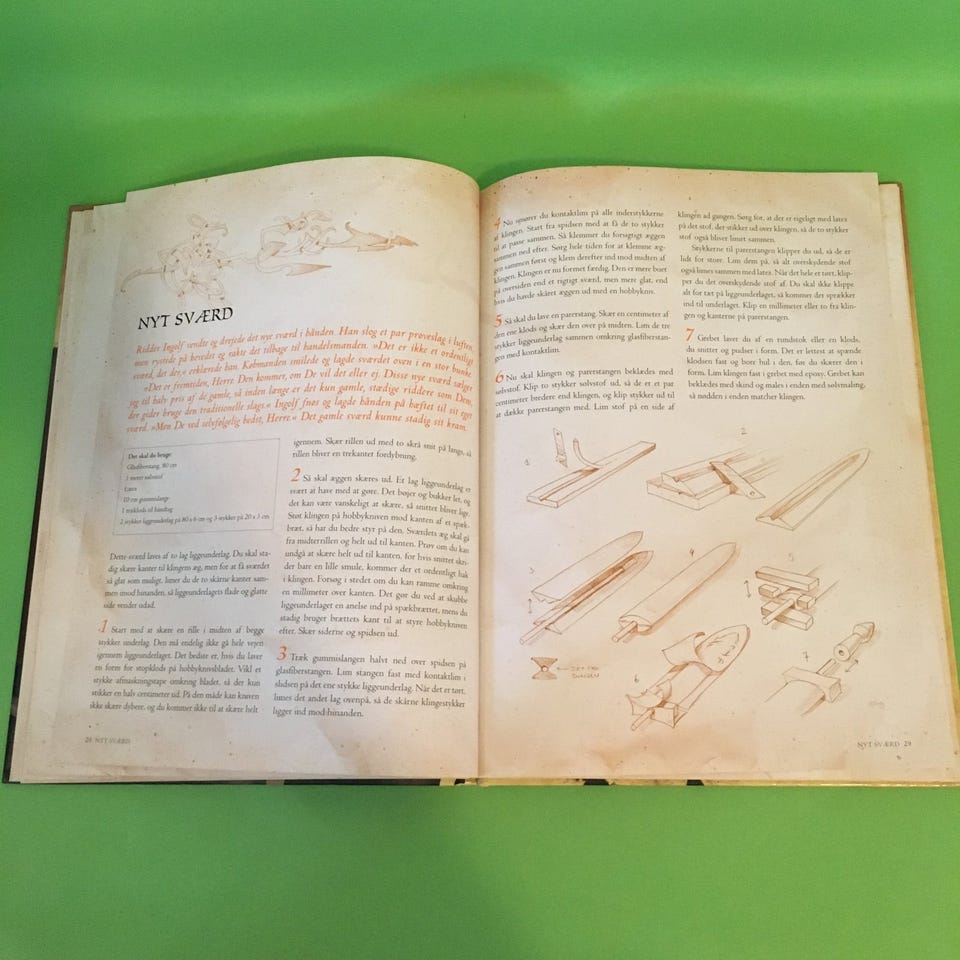 NYT SVÆRD
Ridder Ingolf vendte og drejede det nye sværd i hånden. Han slog et par prøveslag i luften,
men rystede på hovedet og rakte det tilbage til handelsmanden. »Det er ikke et ordentligt
sværd, det der,« erklærede han. Købmanden smilede og lagde sværdet oven i en stor bunke.
»Det er fremtiden, Herre. Den kommer, om De vil det eller ej. Disse nye sværd sælger
jeg til halv pris af de gamle, så inden længe er det kun gamle, stædige riddere som Dem,
der gider bruge den traditionelle slags.« Ingolf fnøs og lagde hånden på hæftet til sit eget
sværd. »Men De ved selvfølgelig bedst, Herre.« Det gamle sværd kunne stadig sit kram.
Det skal du bruge:
Glasfiberstang, 80 cm
1 meter sølvstof
Latex
10 cm gummislange
1 træklods til håndtag
2 stykker liggeunderlag på 80 x 6 cm og 3 stykker på 20 x 3 cm
Dette sværd laves af to lag liggeunderlag. Du skal sta-
dig skære kanter til klingens æg, men for at få sværdet
så glat som muligt, limer du de to skårne kanter sam-
men mod hinanden, så liggeunderlagets flade og glatte
side vender udad.
1 Start med at skære en rille i midten af begge
stykker underlag. Den må endelig ikke gå hele vejen
igennem liggeunderlaget. Det bedste er, hvis du laver
en form for stopklods på hobbyknivsbladet. Vikl et
stykke afmaskningstape omkring bladet, så der kun
stikker en halv centimeter ud. På den måde kan kniven
ikke skære dybere, og du kommer ikke til at skære helt
igennem. Skær rillen ud med to skrå snit på langs, så
rillen bliver en trekantet fordybning.
2 Så skal æggen skæres ud. Et lag liggeunderlag er
svært at have med at gøre. Det bøjer og bukker let, og
det kan være vanskeligt at skære, så snittet bliver lige.
Støt klingen på hobbykniven mod kanten af et spæk-
bræt, så har du bedre styr på den. Sværdets æg skal gå
fra midterrillen og helt ud til kanten. Prøv om du kan
undgå at skære helt ud til kanten, for hvis snittet skri-
der bare en lille smule, kommer der et ordentligt hak
i klingen. Forsøg i stedet om du kan ramme omkring
en millimeter over kanten. Det gør du ved at skubbe
liggeunderlaget en anelse ind på spækbrættet, mens du
stadig bruger brættets kant til at styre hobbykniven
efter. Skær siderne og spidsen ud.
3 Træk gummislangen halvt ned over spidsen på
glasfiberstangen. Lim stangen fast med kontaktlim i
slidsen på det ene stykke liggeunderlag. Når det er tørt,
limes det andet lag ovenpå, så de skårne klingestykker
ligger ind mod hinanden.
28 NYT SVÆRD
4 Nu smører du kontaktlim på alle inderstykkerne
af klingen. Start fra spidsen med at få de to stykker
til at passe sammen. Så klemmer du forsigtigt æggen
sammen ned efter. Sørg hele tiden for at klemme æg-
gen sammen først og klem derefter ind mod midten af
klingen. Klingen er nu formet færdig. Den er mere buet
på oversiden end et rigtigt sværd, men mere glat, end
hvis du havde skåret æggen ud med en hobbykniv.
5 Så skal du lave en parerstang. Skær en centimeter af
den ene klods og skær den over på midten. Lim de tre
stykker liggeunderlag sammen omkring glasfiberstan-
gen med kontaktlim.
6 Nu skal klingen og parerstangen beklædes med
sølvstof. Klip to stykker sølvstof ud, så de er et par
centimeter bredere end klingen, og klip stykker ud til
at dække parerstangen med. Lim stof på en side af
klingen ad gangen. Sørg for, at der er rigeligt med latex
på det stof, der stikker ud over klingen, så de to stykker
stof også bliver limet sammen.
Stykkerne til parerstangen klipper du ud, så de er
lidt for store. Lim dem på, så alt overskydende stof
også limes sammen med latex. Når det hele er tørt, klip-
per du det overskydende stof af. Du skal ikke klippe
alt for tæt på liggeunderlaget, så kommer der sprækker
ind til underlaget. Klip en millimeter eller to fra klin-
gen og kanterne på parerstangen.
7 Grebet laver du af en rundstok eller en klods,
du snitter og pudser i form. Det er lettest at spænde
klodsen fast og bore hul i den, før du skærer den i
form. Lim klingen fast i grebet med epoxy. Grebet kan
beklædes med skind og males i enden med sølvmaling,
så nødden i enden matcher klingen.
1
2
3
4
5
6
7
NYT SVÆRD 29